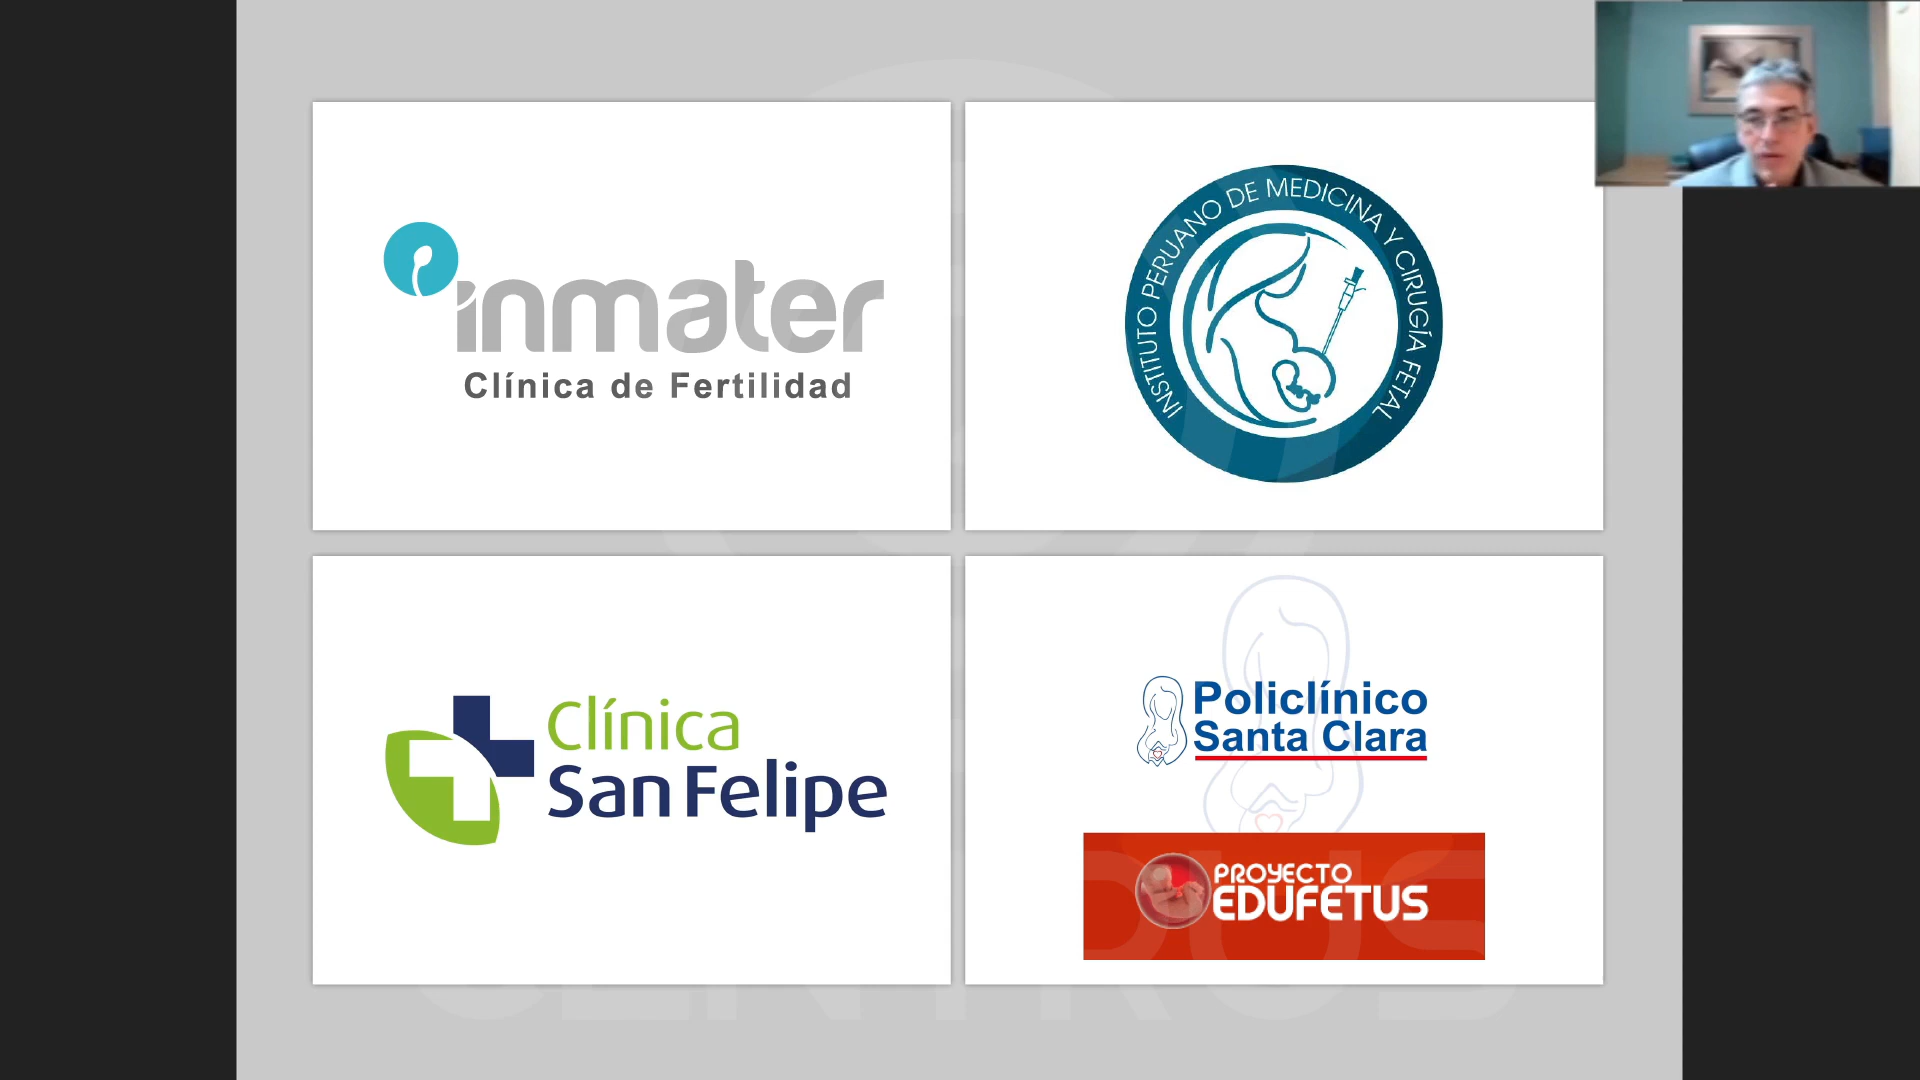 inmater
Clínica de Fertilidad
INSTITUTO PERUANO DE MEDICINA Y CIRUGÍA FETAL
Clínica
San Felipe
Policlínico
Santa Clara
PROYECTO
EDUFETUS